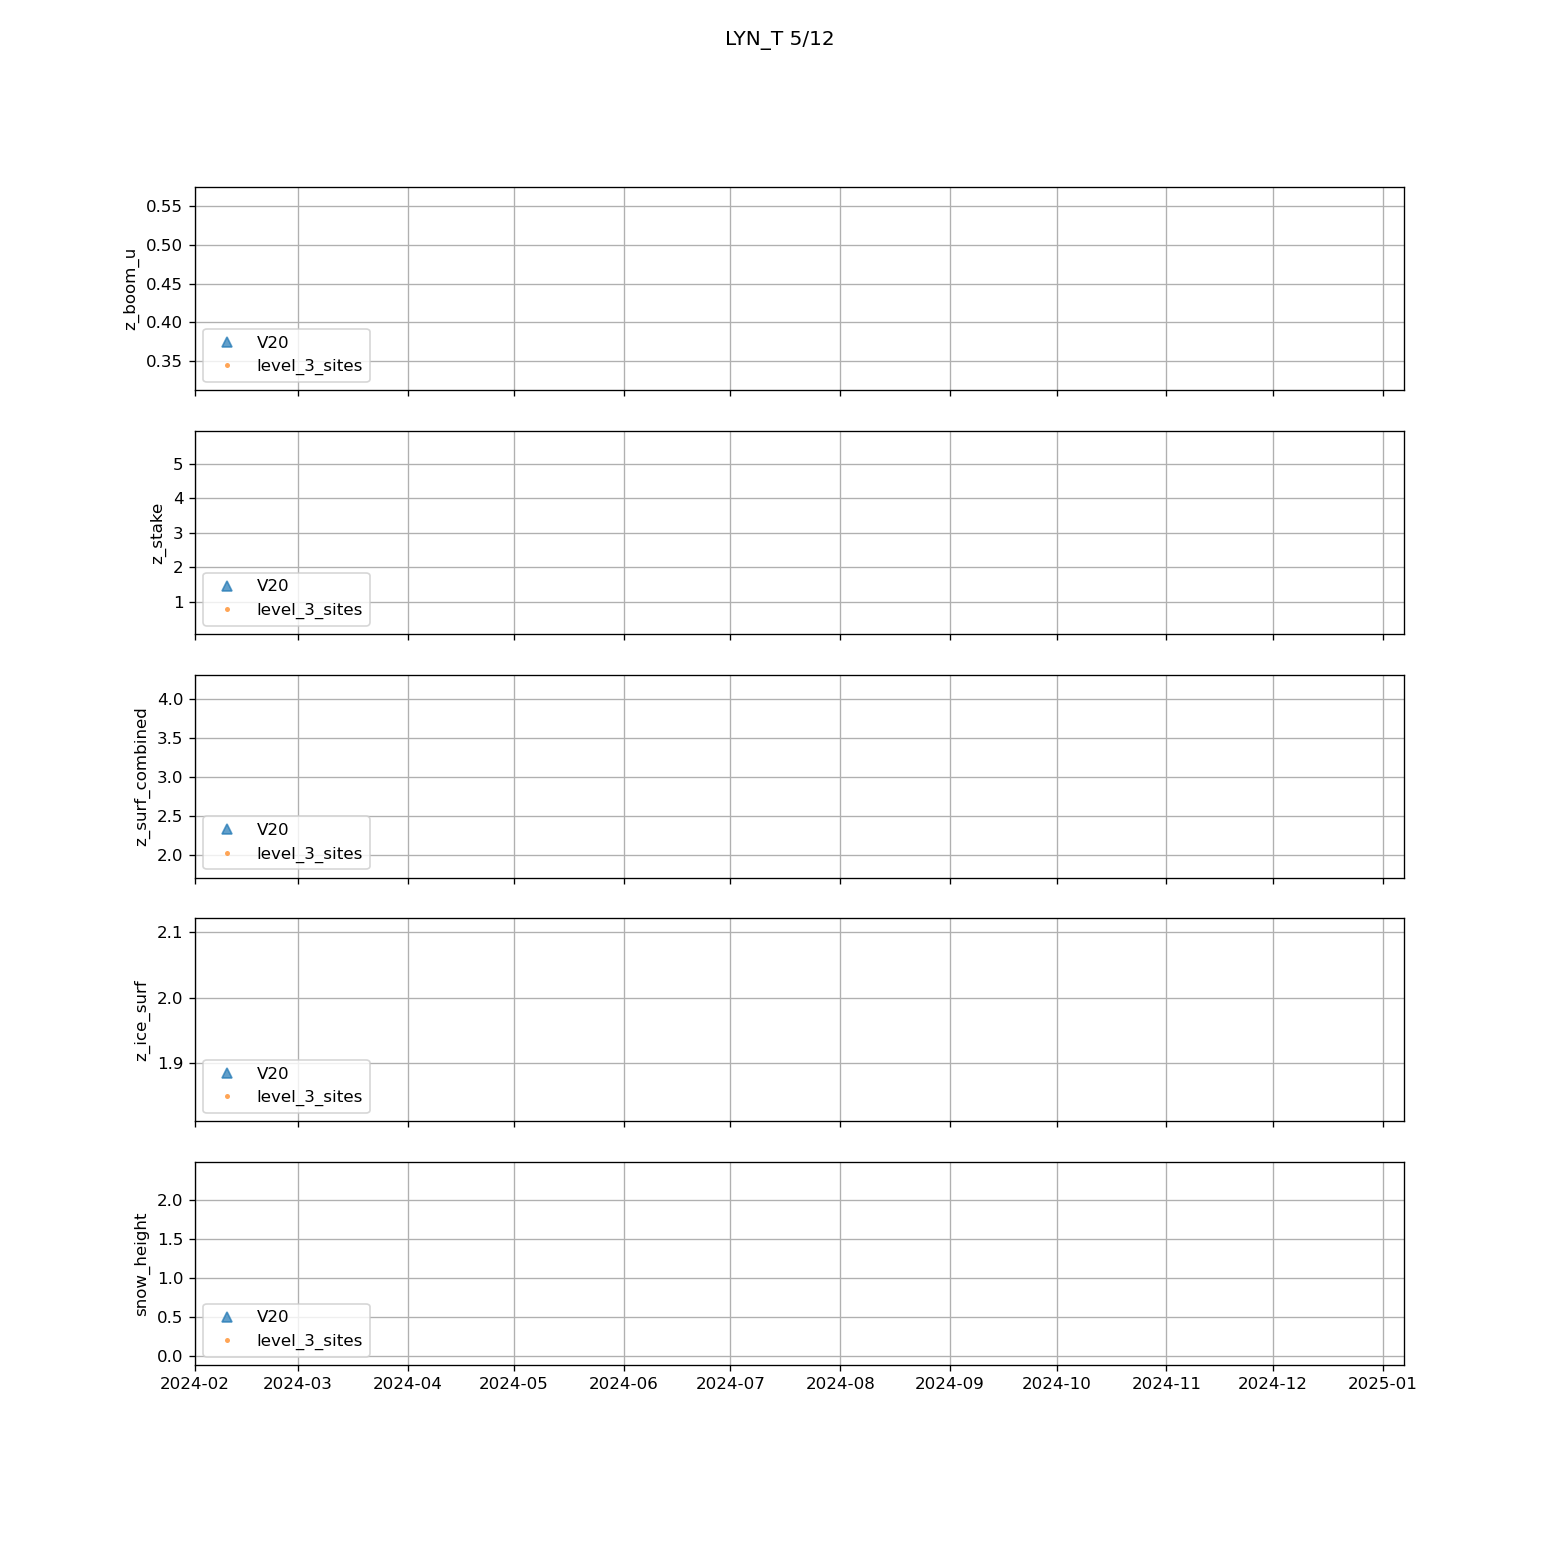 LYN_T 5/12
z_boom_u
0.55
0.50
0.45
0.40
0.35
V20
level_3_sites
z_stake
5
4
3
2
1
V20
level_3_sites
z_surf_combined
4.0
3.5
3.0
2.5
2.0
V20
level_3_sites
z_ice_surf
2.1
2.0
1.9
V20
level_3_sites
snow_height
2.0
1.5
1.0
0.5
0.0
V20
level_3_sites
2024-02 2024-03 2024-04 2024-05 2024-06 2024-07 2024-08 2024-09 2024-10 2024-11 2024-12 2025-01